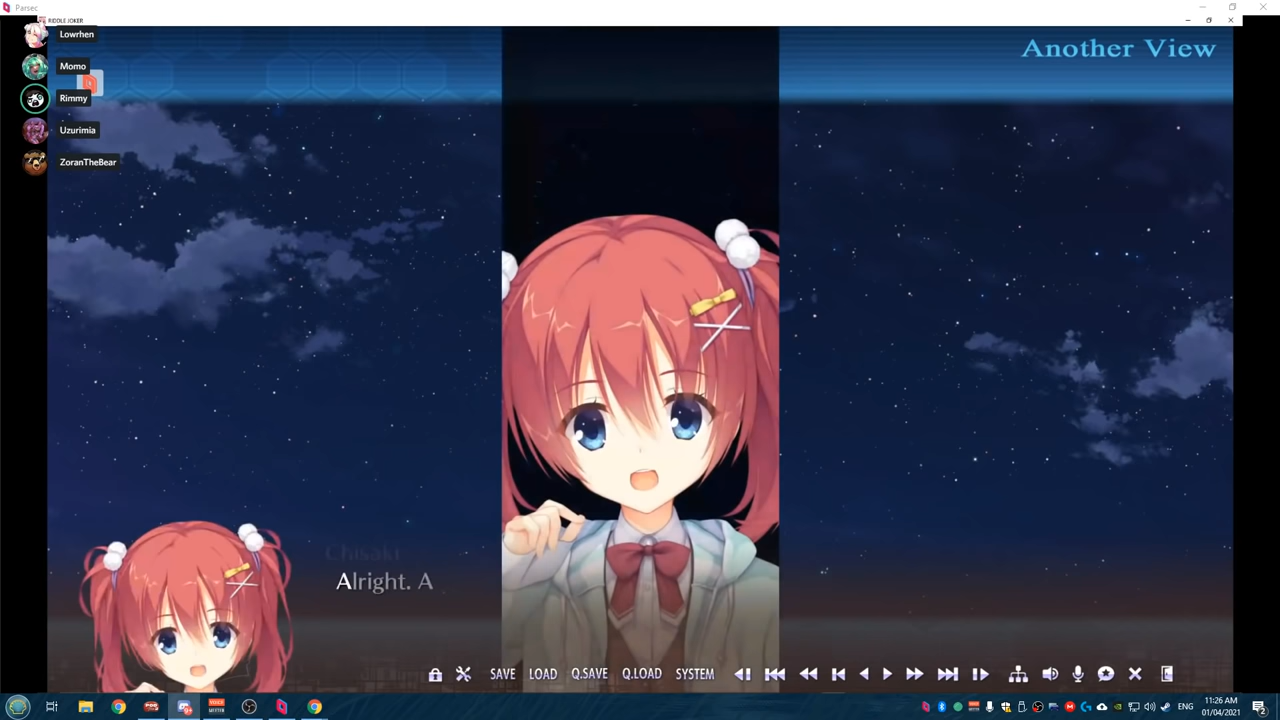 Parsec
RIDDLE JOKER
Lowrhen
Momo
Rimmy
Uzurimia
ZoranTheBear
Another View
Chisaki
Alright. A
SAVE LOAD Q.SAVE Q.LOAD SYSTEM
ENG
11:26 AM
01/04/2021